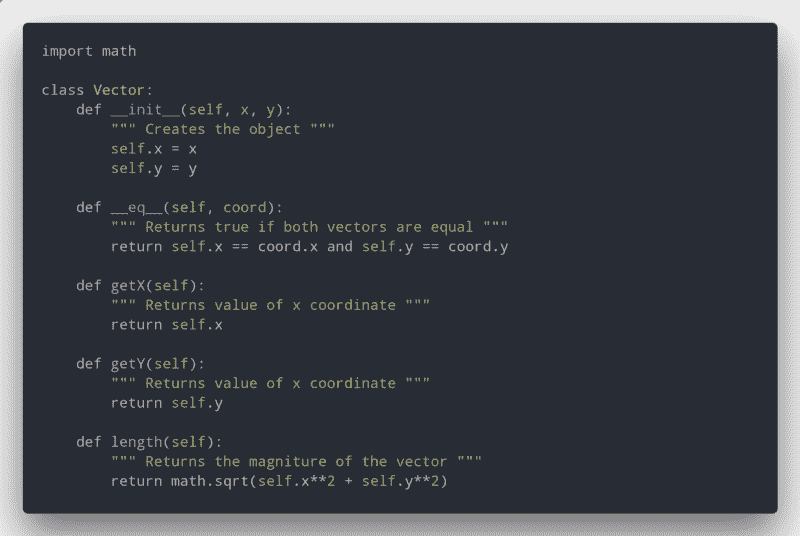 import math
class Vector:
def __init__(self, x, y):
""" Creates the object """
self.x = x
self.y = y
def __eq__(self, coord):
""" Returns true if both vectors are equal """
return self.x == coord.x and self.y == coord.y
def getX(self):
""" Returns value of x coordinate """
return self.x
def getY(self):
""" Returns value of x coordinate """
return self.y
def length(self):
""" Returns the magniture of the vector """
return math.sqrt(self.x**2 + self.y**2)